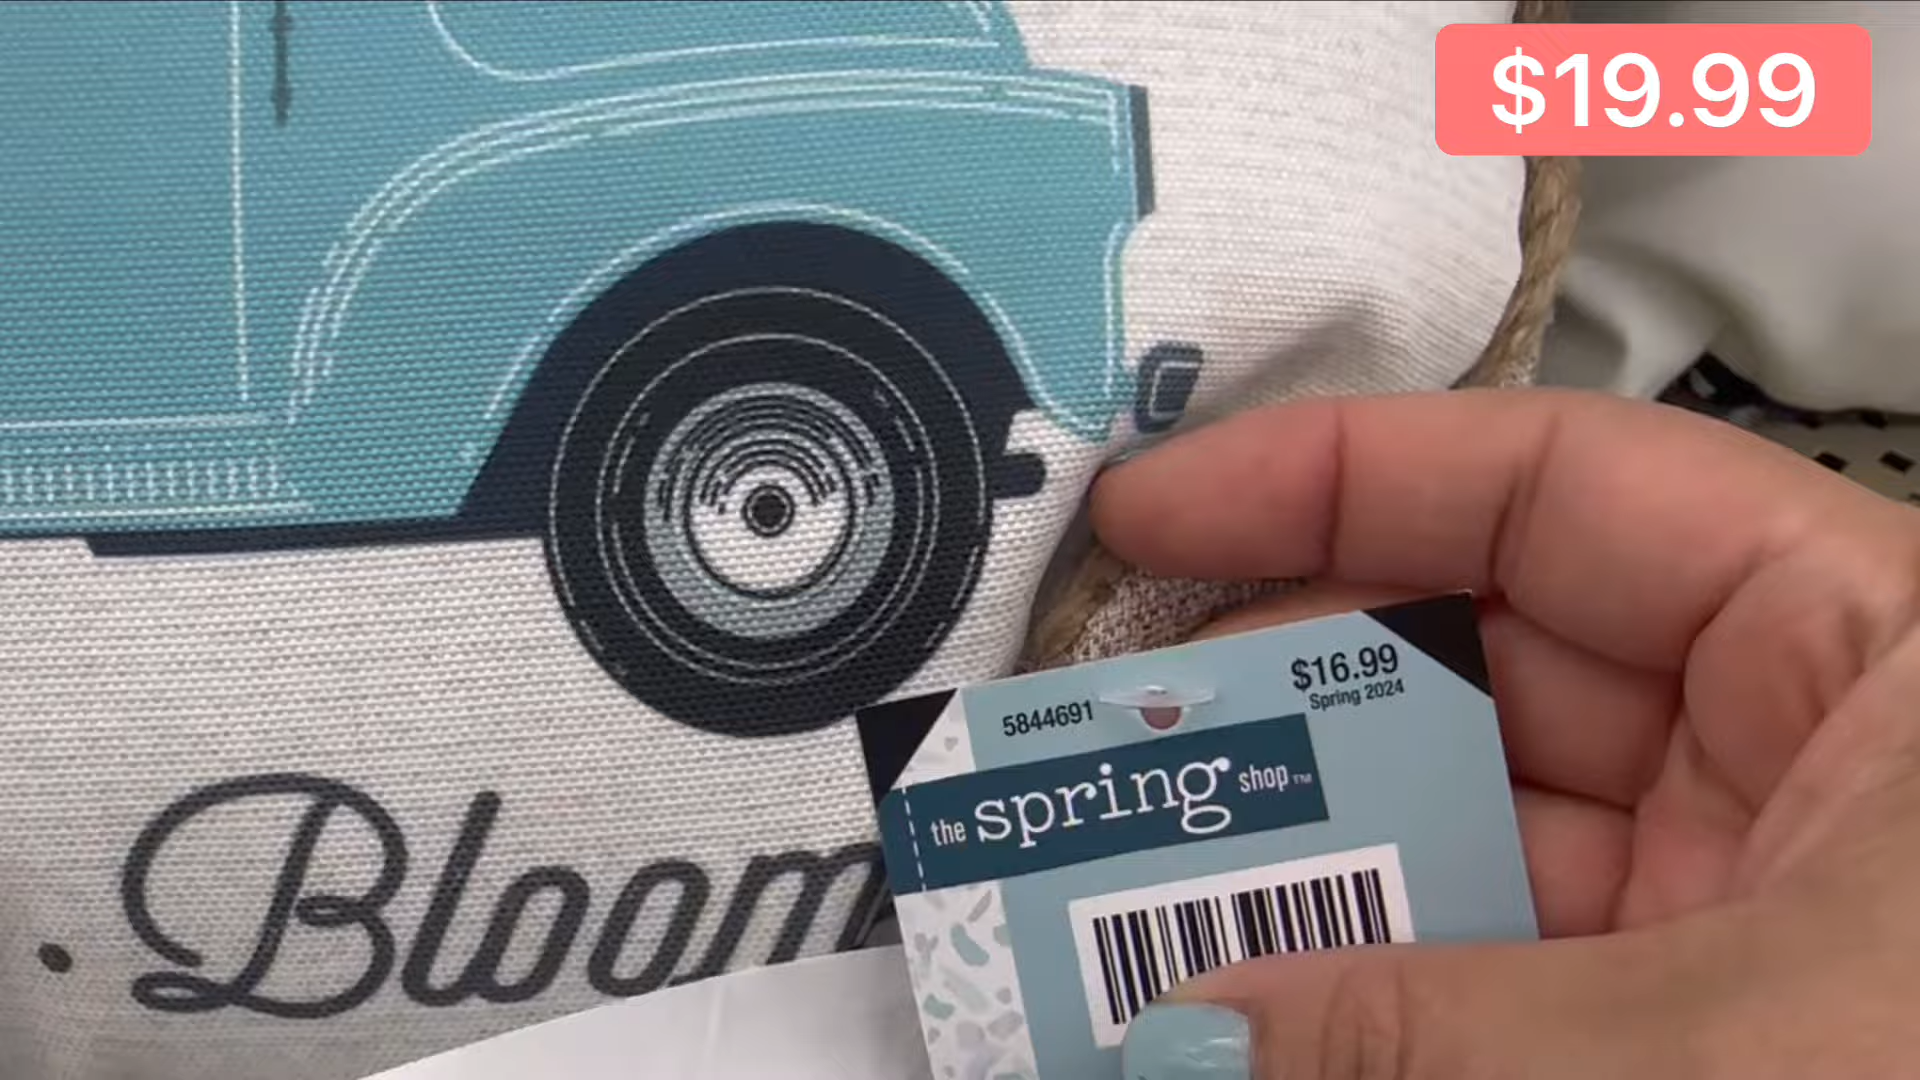 $19.99
$16.99
Spring 2024
5844691
the spring shop™
Bloom